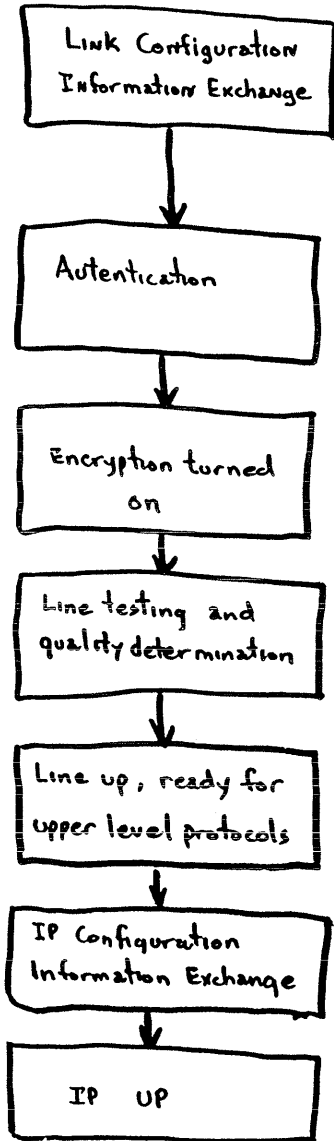 Link Configuration
Information Exchange
Autentication
Encryption turned
on
Line testing and
quality determination
Line up, ready for
upper level protocols
IP Configuration
Information Exchange
IP UP